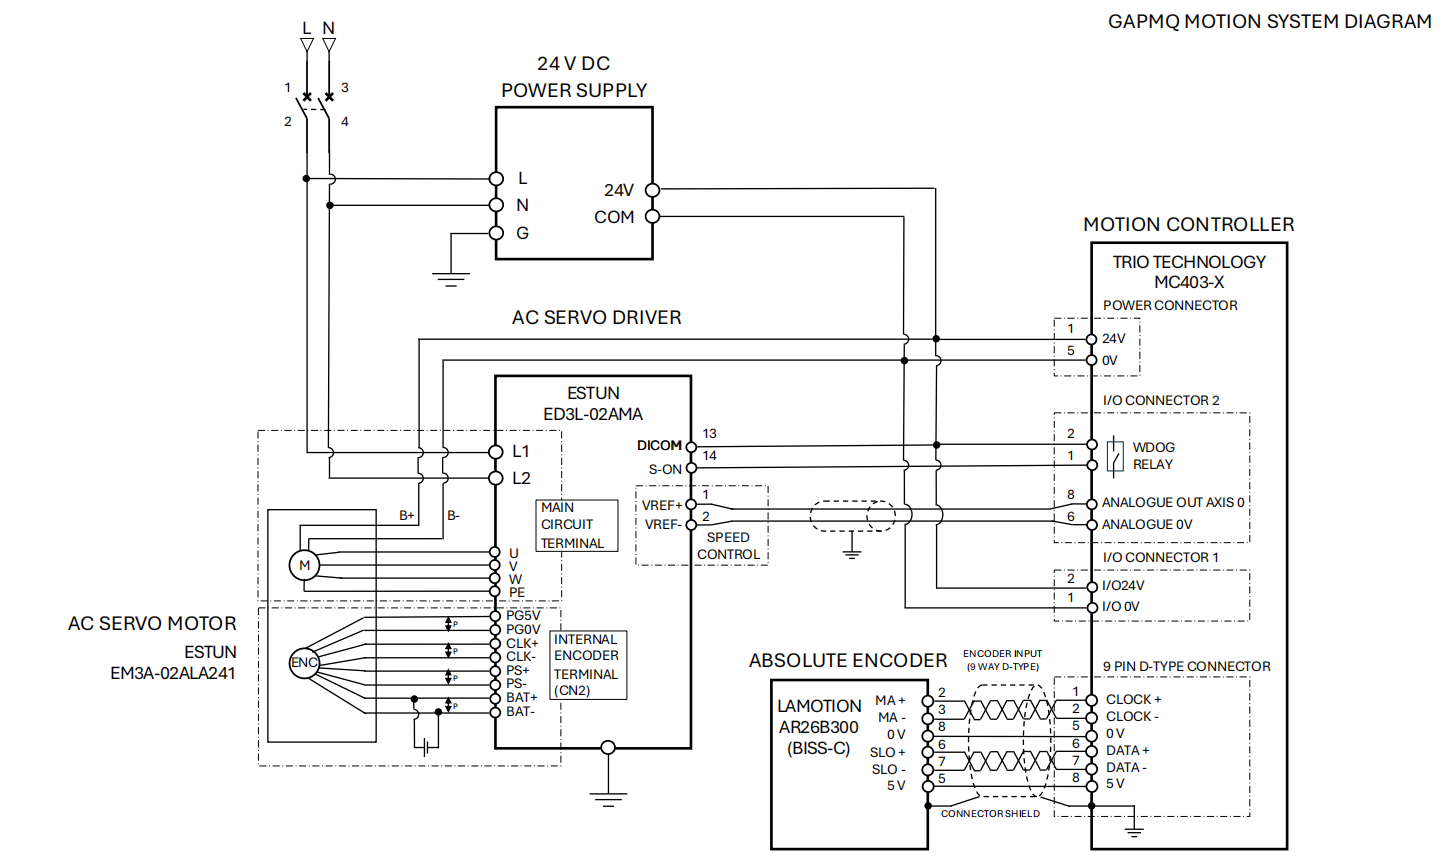 GAPMQ MOTION SYSTEM DIAGRAM
L N
1 3
2 4
24 V DC
POWER SUPPLY
L
N
G
24V
COM
MOTION CONTROLLER
TRIO TECHNOLOGY
MC403-X
POWER CONNECTOR
1 24V
5 0V
I/O CONNECTOR 2
2
1
WDOG
RELAY
8 ANALOGUE OUT AXIS 0
6 ANALOGUE 0V
I/O CONNECTOR 1
2 I/O24V
1 I/O 0V
AC SERVO DRIVER
ESTUN
ED3L-02AMA
L1
L2
DICOM 13
S-ON 14
VREF+ 1
VREF- 2
SPEED
CONTROL
MAIN
CIRCUIT
TERMINAL
B+ B-
M
U
V
W
PE
AC SERVO MOTOR
ESTUN
EM3A-02ALA241
ENC
P
P
P
P
PG5V
PG0V
CLK+
CLK-
PS+
PS-
BAT+
BAT-
INTERNAL
ENCODER
TERMINAL
(CN2)
ABSOLUTE ENCODER
LAMOTION
AR26B300
(BISS-C)
MA + 2
MA - 3
0 V 8
SLO + 6
SLO - 7
5 V 5
ENCODER INPUT
(9 WAY D-TYPE)
CONNECTOR SHIELD
9 PIN D-TYPE CONNECTOR
1 CLOCK +
2 CLOCK -
5 0 V
6 DATA +
7 DATA -
8 5 V